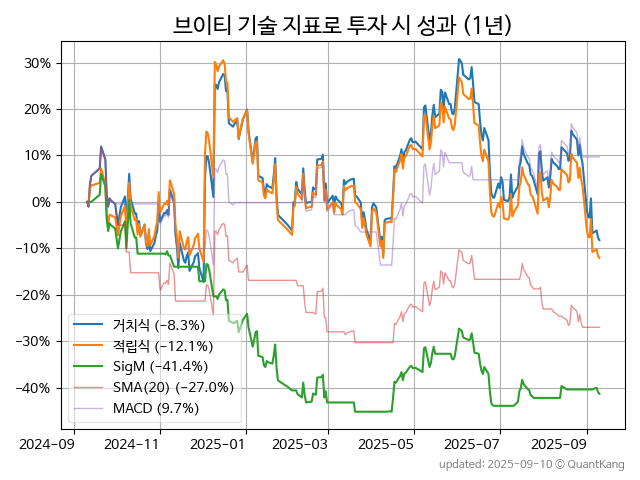 브이티 기술 지표로 투자 시 성과 (1년)
30%
20%
10%
0%
−10%
−20%
−30%
−40%
거치식 (−8.3%)
적립식 (−12.1%)
SigM (−41.4%)
SMA(20) (−27.0%)
MACD (9.7%)
2024-09 2024-11 2025-01 2025-03 2025-05 2025-07 2025-09
updated: 2025-09-10 © QuantKang